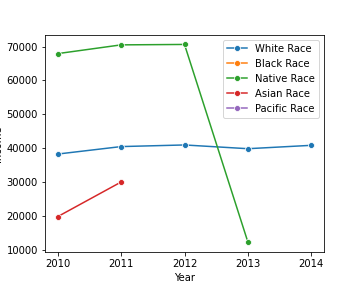 70000
60000
50000
40000
30000
20000
10000
2010 2011 2012 2013 2014
Year
White Race
Black Race
Native Race
Asian Race
Pacific Race